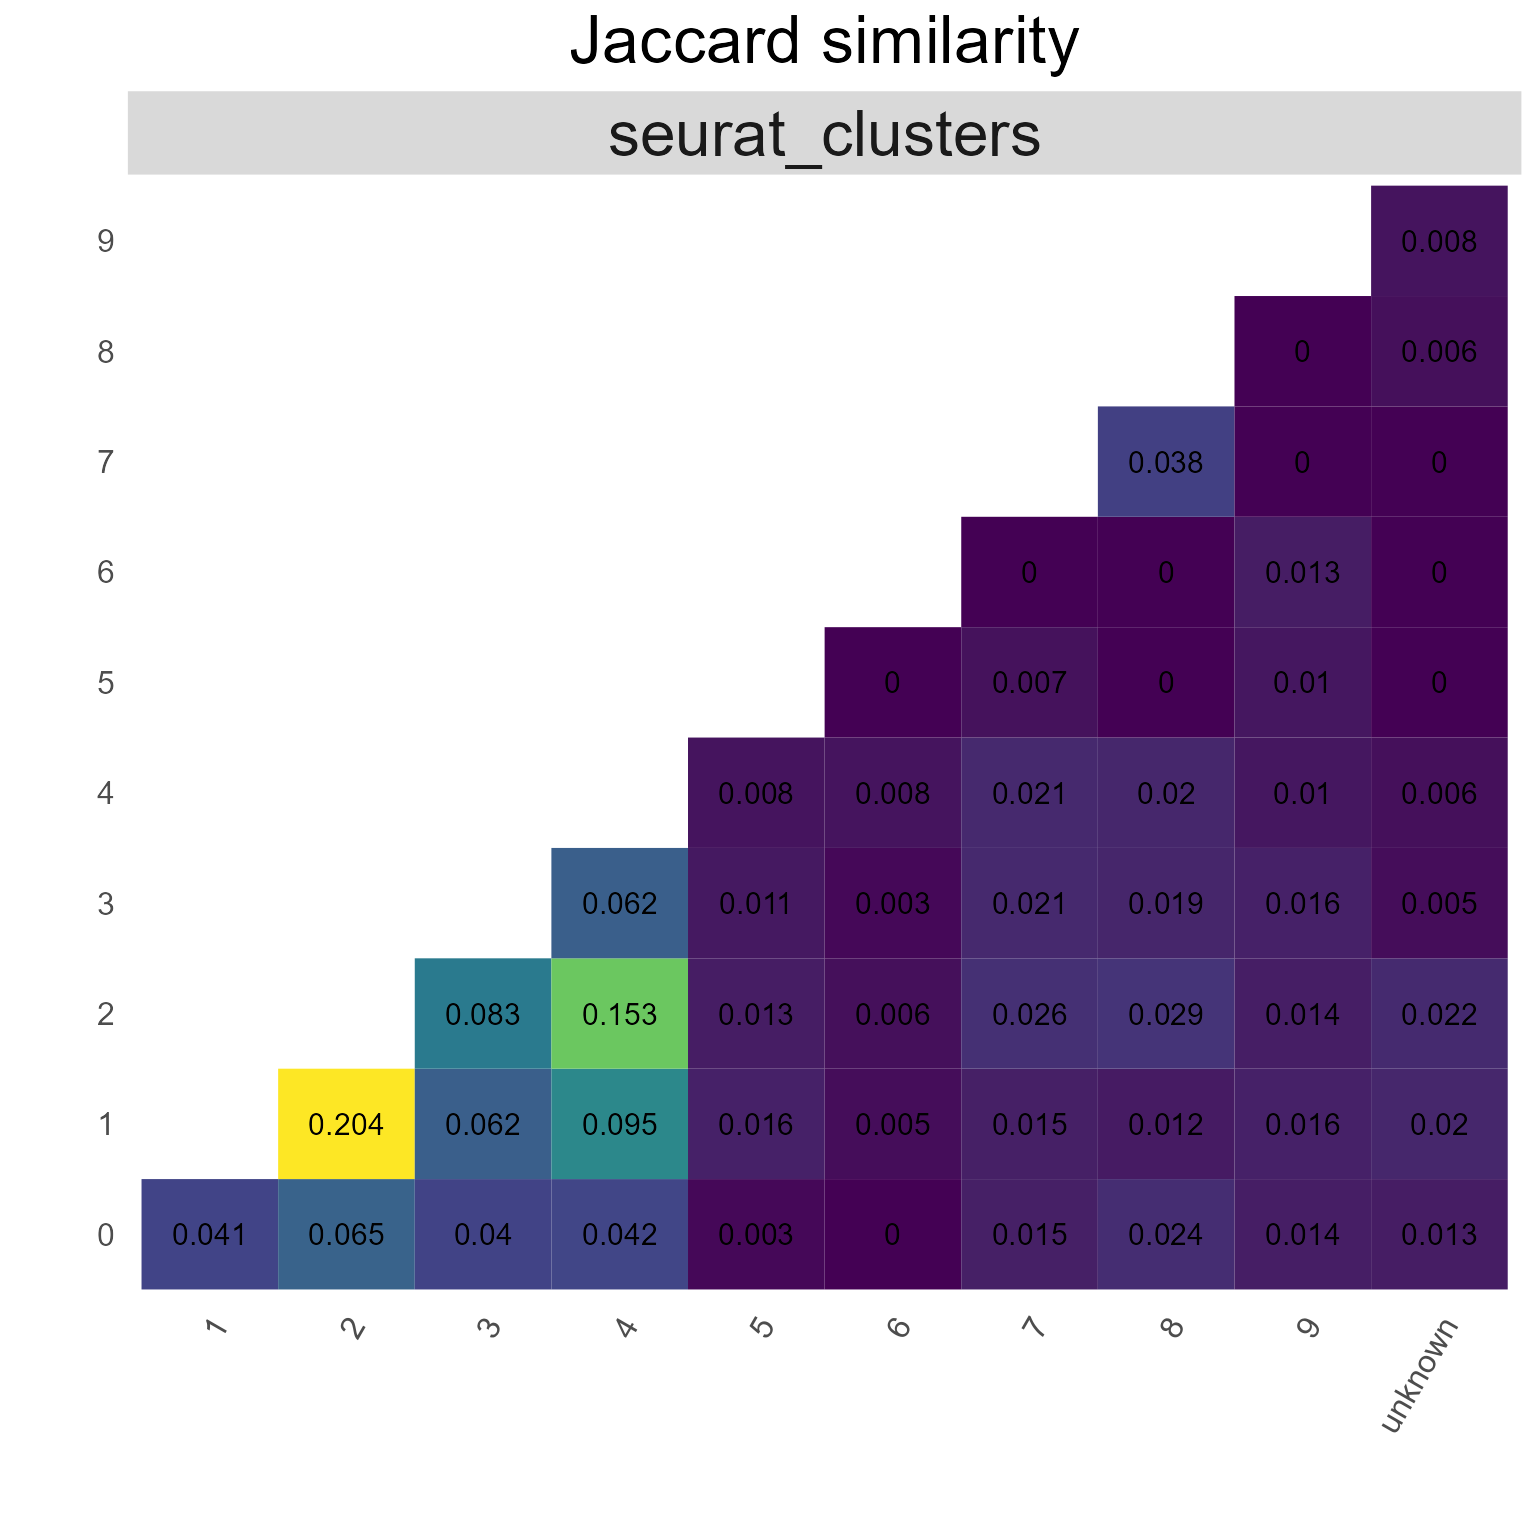 Jaccard similarity
seurat_clusters
9 0.008
8 0 0.006
7 0.038 0 0
6 0 0 0.013 0
5 0 0.007 0 0.01 0
4 0.008 0.008 0.021 0.02 0.01 0.006
3 0.062 0.011 0.003 0.021 0.019 0.016 0.005
2 0.083 0.153 0.013 0.006 0.026 0.029 0.014 0.022
1 0.204 0.062 0.095 0.016 0.005 0.015 0.012 0.016 0.02
0 0.041 0.065 0.04 0.042 0.003 0 0.015 0.024 0.014 0.013
1 2 3 4 5 6 7 8 9 unknown